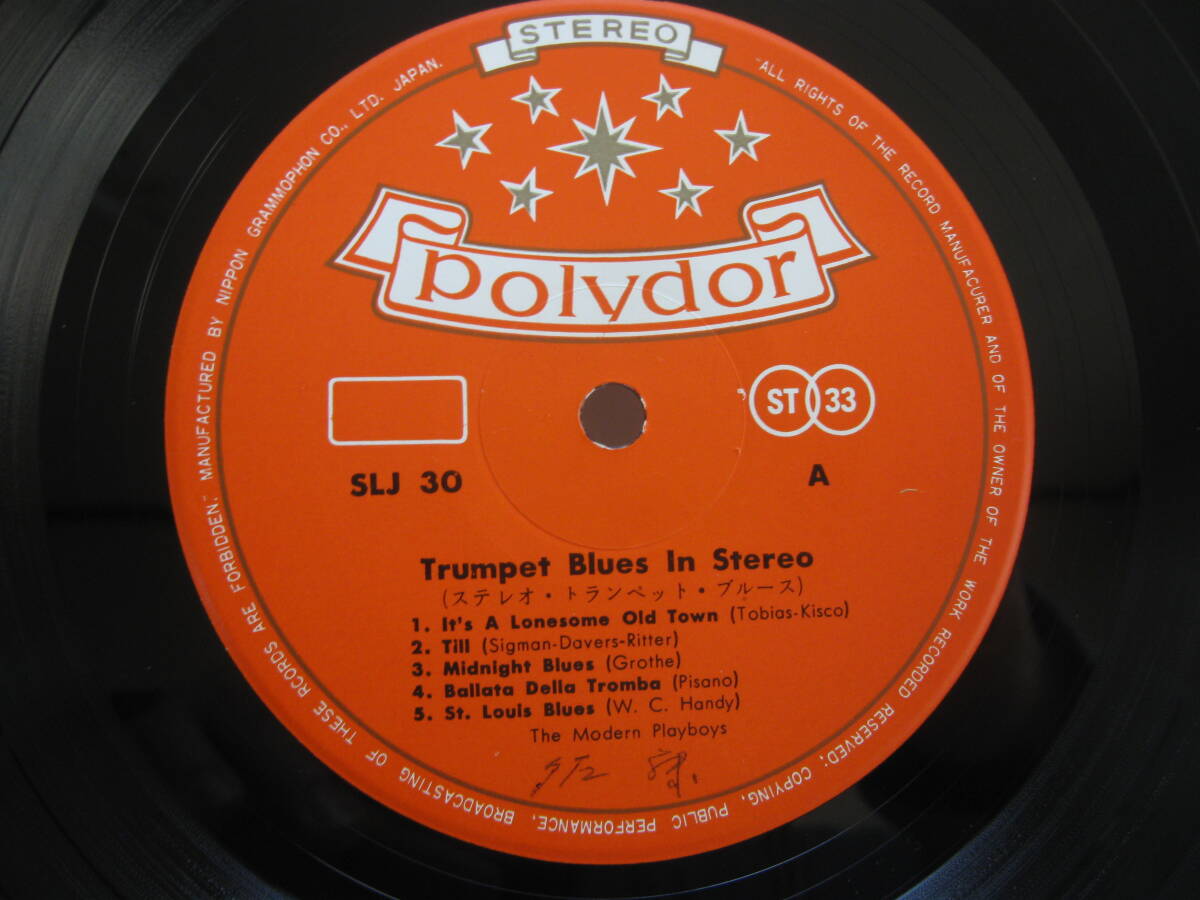 STEREO
polydor
ST 33
SLJ 30
A
Trumpet Blues In Stereo
(ステレオ・トランペット・ブルース)
1. It's A Lonesome Old Town (Tobias-Kisco)
2. Till (Sigman-Davers-Ritter)
3. Midnight Blues (Grothe)
4. Ballata Della Tromba (Pisano)
5. St. Louis Blues (W. C. Handy)
The Modern Playboys
"ALL RIGHTS OF THE RECORD MANUFACURER AND OF THE OWNER OF THE WORK RECORDED RESERVED; COPYING, PUBLIC PERFORMANCE, BROADCASTING OF THESE RCORDS ARE FORBIDDEN." MANUFACTURED BY NIPPON GRAMMOPHON CO., LTD. JAPAN.